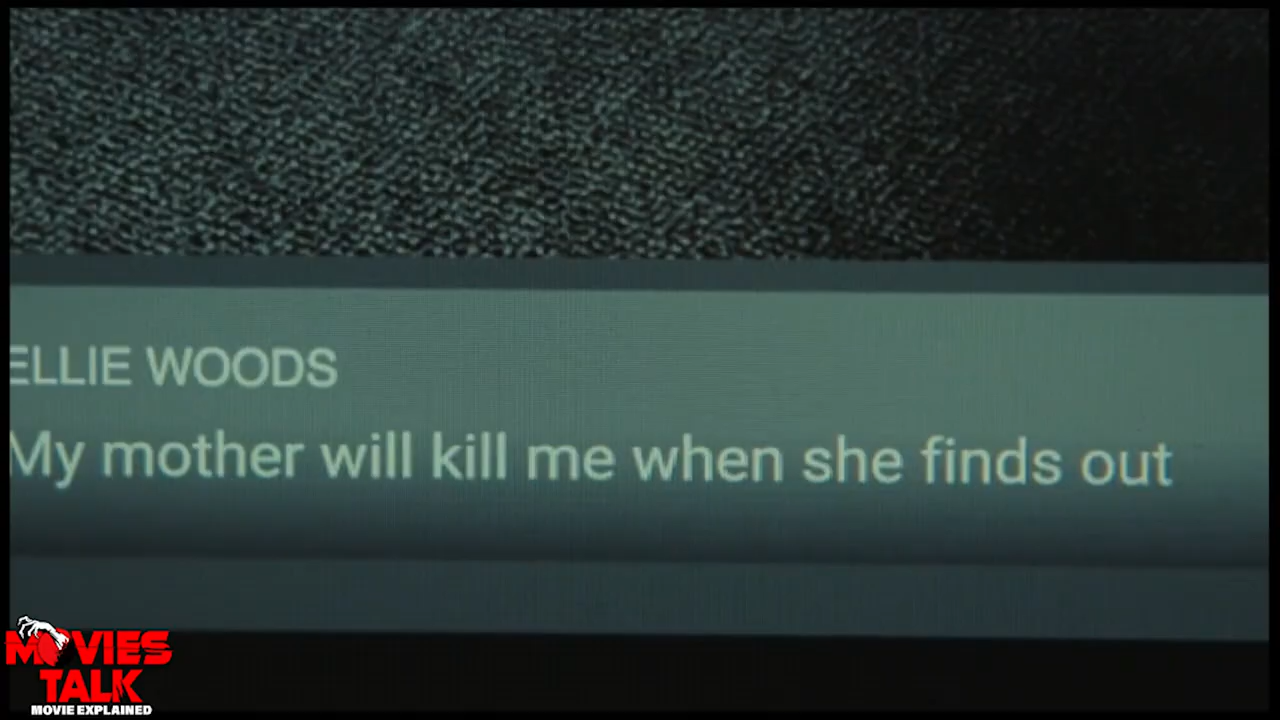 ELLIE WOODS
My mother will kill me when she finds out
MOVIES
TALK
MOVIE EXPLAINED